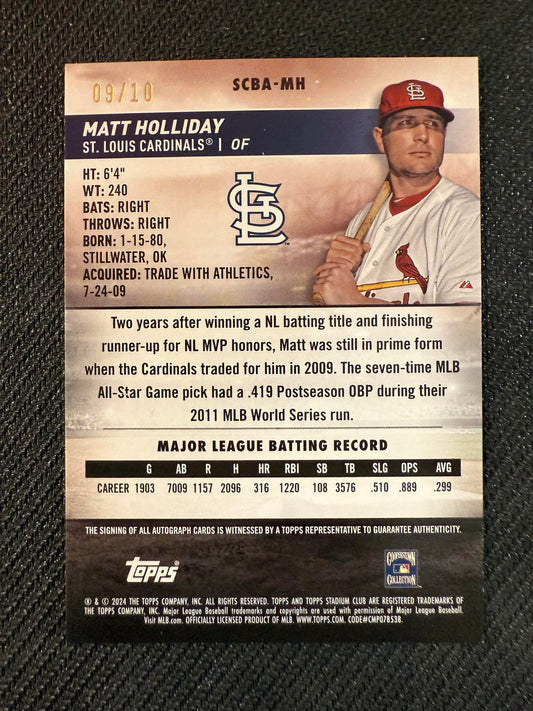 09/10
SCBA-MH
MATT HOLLIDAY
ST. LOUIS CARDINALS® | OF
HT: 6'4"
WT: 240
BATS: RIGHT
THROWS: RIGHT
BORN: 1-15-80,
STILLWATER, OK
ACQUIRED: TRADE WITH ATHLETICS,
7-24-09
STL
™
Two years after winning a NL batting title and finishing
runner-up for NL MVP honors, Matt was still in prime form
when the Cardinals traded for him in 2009. The seven-time MLB
All-Star Game pick had a .419 Postseason OBP during their
2011 MLB World Series run.
MAJOR LEAGUE BATTING RECORD
G AB R H HR RBI SB TB SLG OPS AVG
CAREER 1903 7009 1157 2096 316 1220 108 3576 .510 .889 .299
THE SIGNING OF ALL AUTOGRAPH CARDS IS WITNESSED BY A TOPPS REPRESENTATIVE TO GUARANTEE AUTHENTICITY.
topps®
COOPERSTOWN
COLLECTION™
® & © 2024 THE TOPPS COMPANY, INC. ALL RIGHTS RESERVED. TOPPS AND TOPPS STADIUM CLUB ARE REGISTERED TRADEMARKS OF
THE TOPPS COMPANY, INC. Major League Baseball trademarks and copyrights are used with permission of Major League Baseball.
Visit MLB.com. OFFICIALLY LICENSED PRODUCT OF MLB. WWW.TOPPS.COM. CODE#CMP078538.